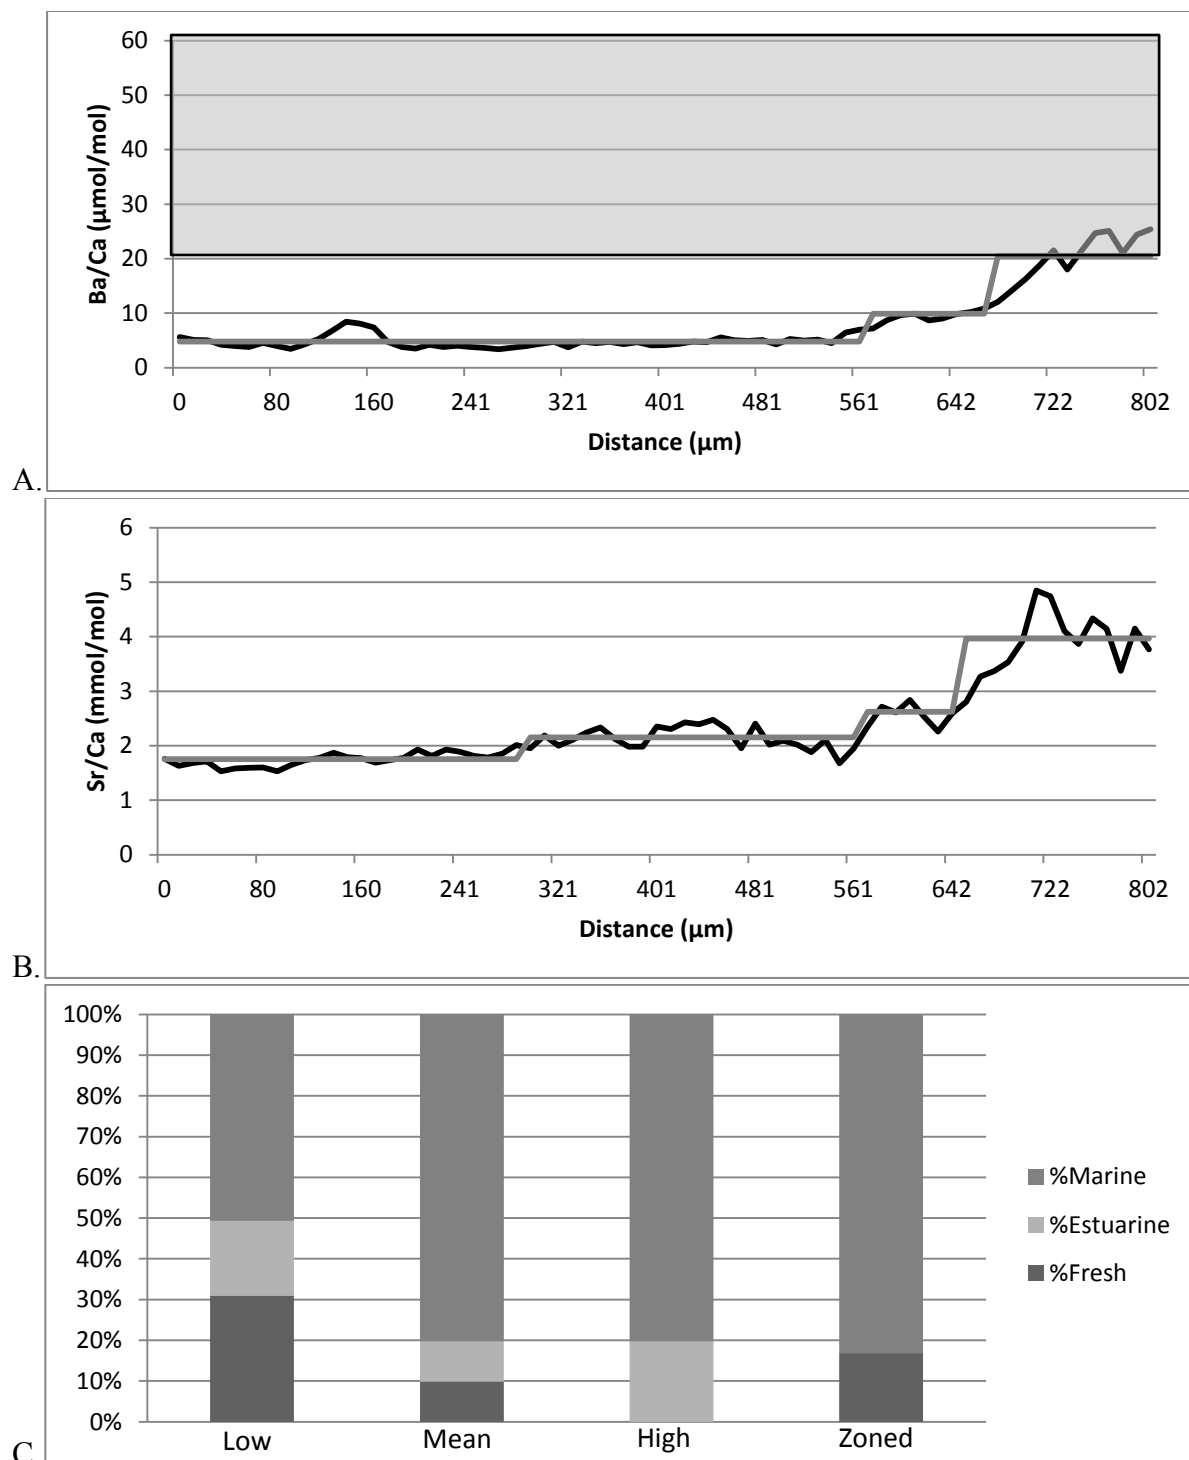 60
50
40
30
20
10
0
Ba/Ca (µmol/mol)
0 80 160 241 321 401 481 561 642 722 802
Distance (µm)
A.
6
5
4
3
2
1
0
Sr/Ca (mmol/mol)
0 80 160 241 321 401 481 561 642 722 802
Distance (µm)
B.
100%
90%
80%
70%
60%
50%
40%
30%
20%
10%
0%
%Marine
%Estuarine
%Fresh
Low Mean High Zoned
C